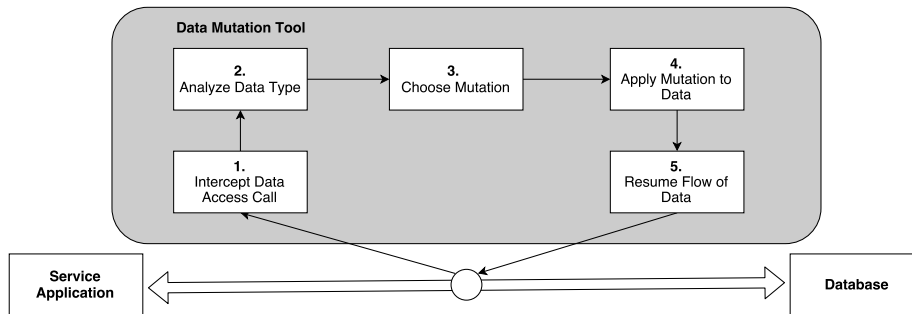 Data Mutation Tool
2.
Analyze Data Type
3.
Choose Mutation
4.
Apply Mutation to
Data
1.
Intercept Data
Access Call
5.
Resume Flow of
Data
Service
Application
Database